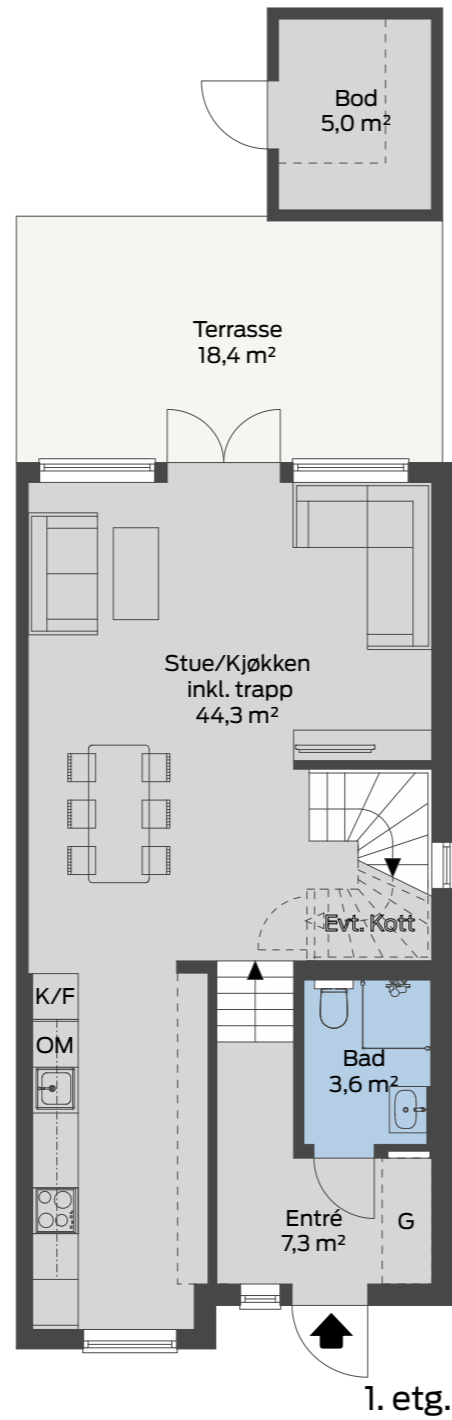 Bod
5,0 m²
Terrasse
18,4 m²
Stue/Kjøkken
inkl. trapp
44,3 m²
Evt. Kott
K/F
OM
Bad
3,6 m²
Entré
7,3 m²
G
1. etg.